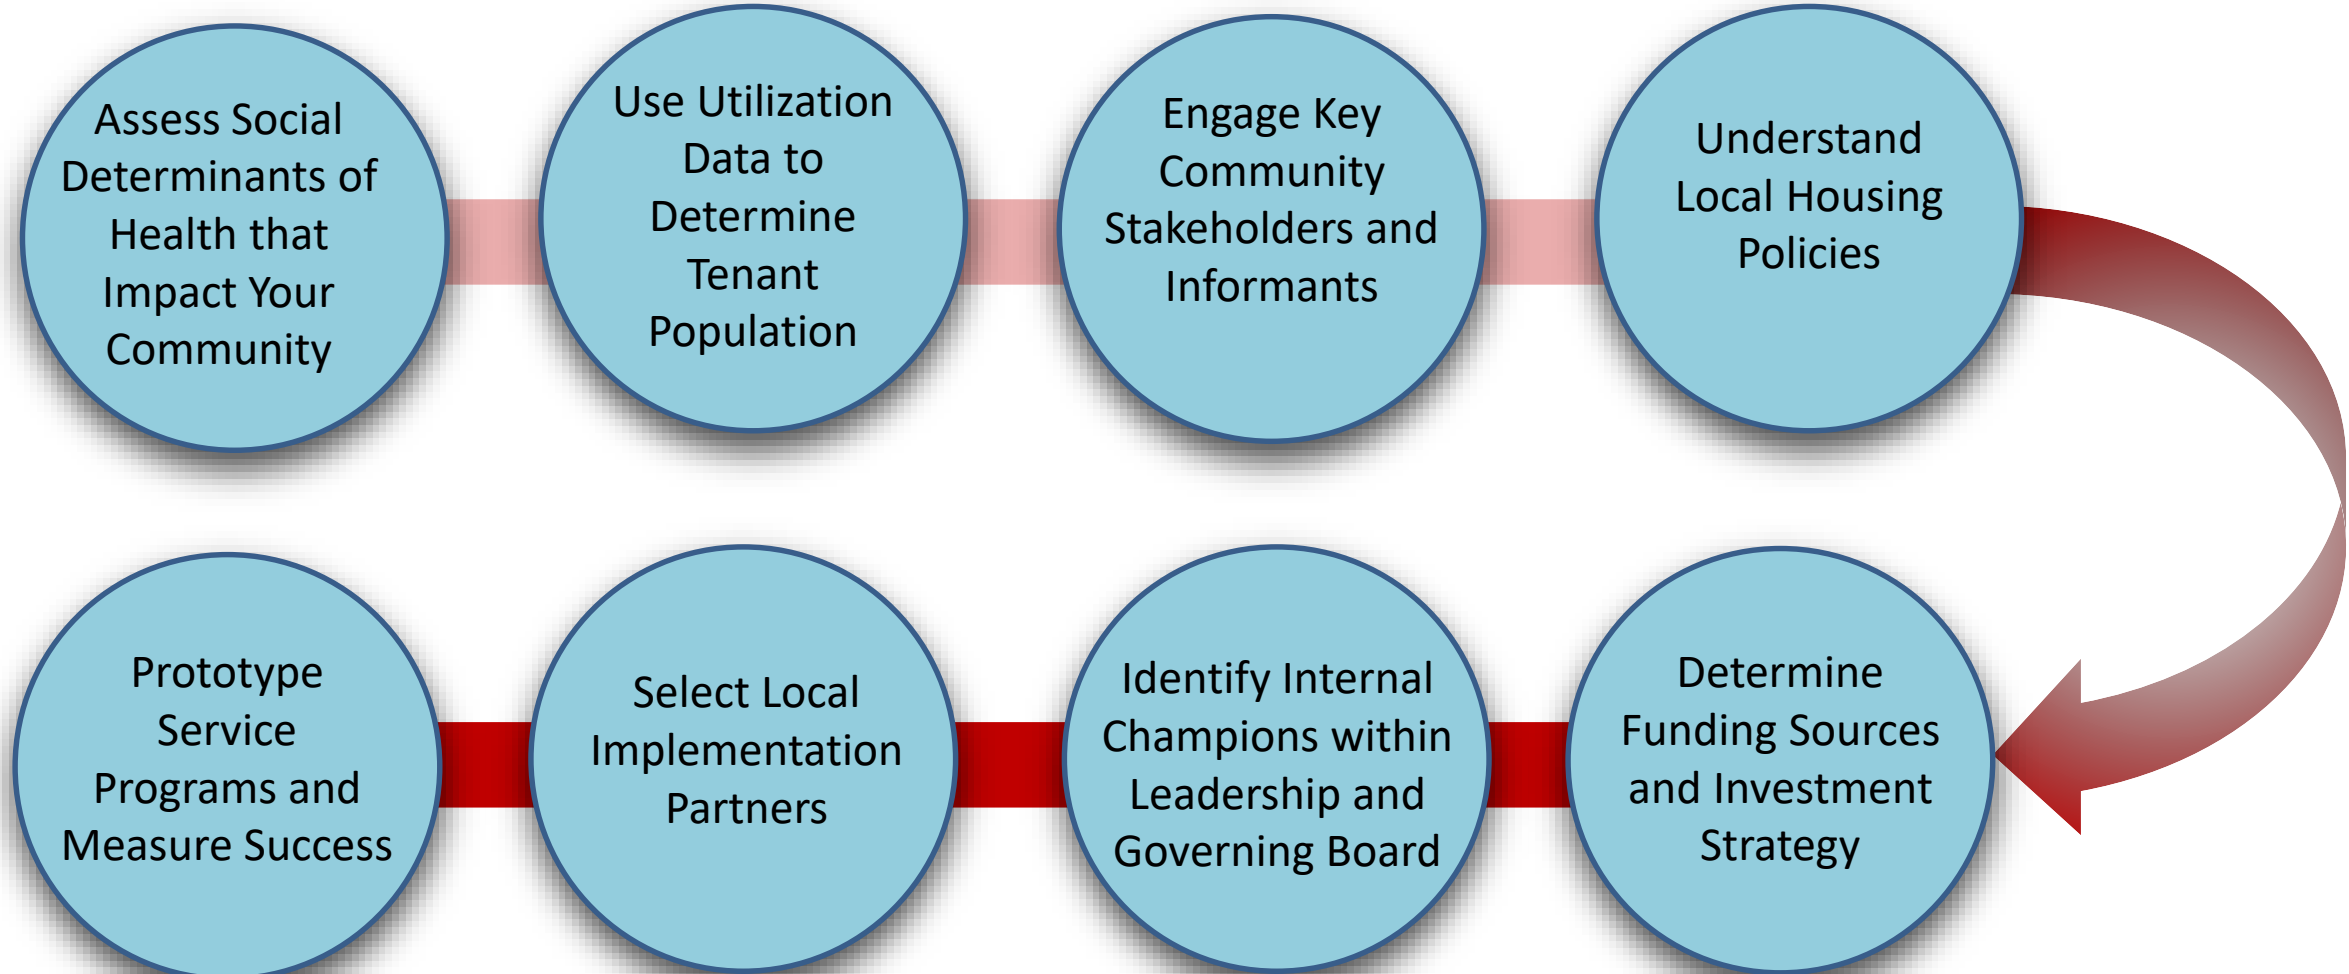 Assess Social
Determinants of
Health that
Impact Your
Community
Use Utilization
Data to
Determine
Tenant
Population
Engage Key
Community
Stakeholders and
Informants
Understand
Local Housing
Policies
Determine
Funding Sources
and Investment
Strategy
Identify Internal
Champions within
Leadership and
Governing Board
Select Local
Implementation
Partners
Prototype
Service
Programs and
Measure Success